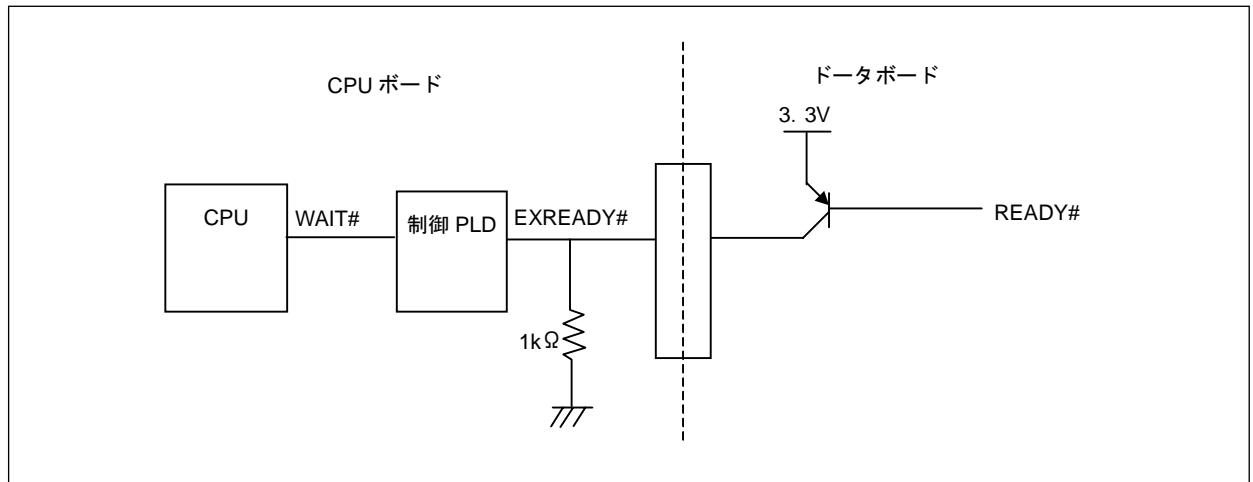 CPU ボード
ドータボード
3. 3V
CPU
WAIT#
制御 PLD
EXREADY#
READY#
1kΩ